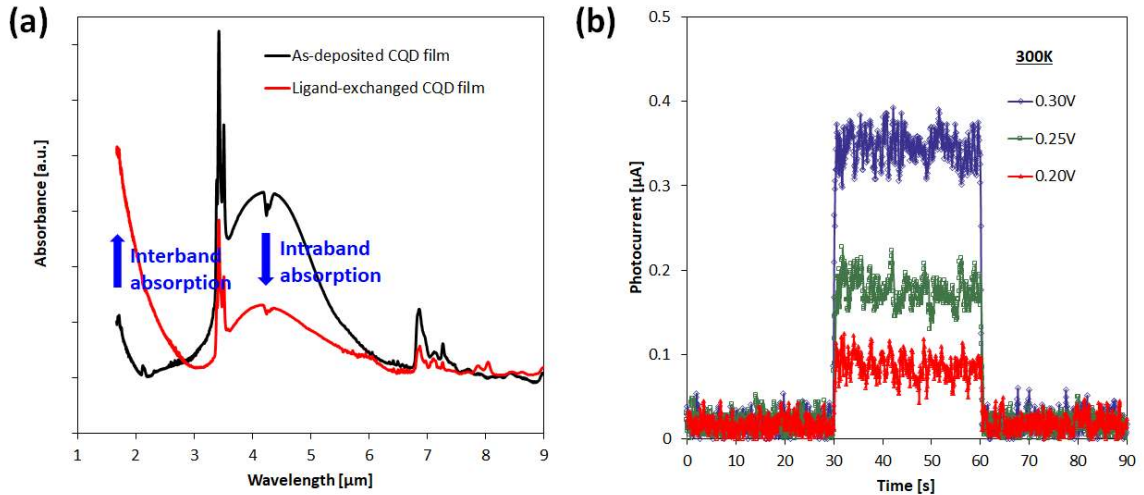 (a)
As-deposited CQD film
Ligand-exchanged CQD film
Interband
absorption
Intraband
absorption
Absorbance [a.u.]
1 2 3 4 5 6 7 8 9
Wavelength [μm]
(b)
0.5
0.4
0.3
0.2
0.1
0
Photocurrent [μA]
300K
0.30V
0.25V
0.20V
0 10 20 30 40 50 60 70 80 90
Time [s]